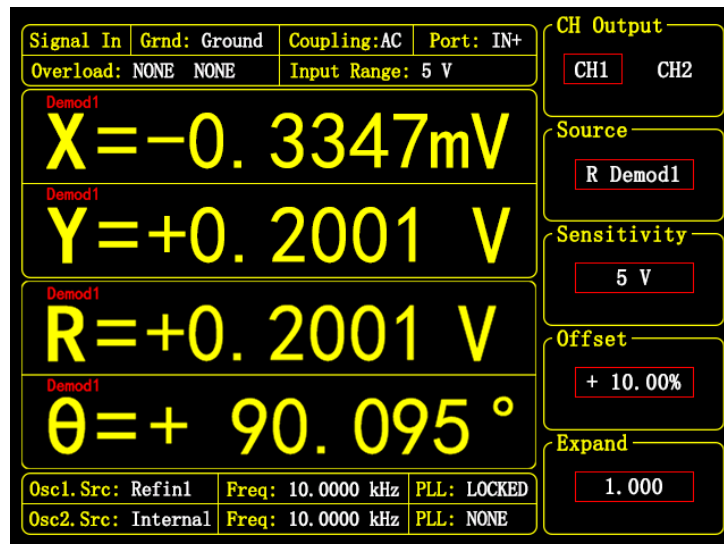 Signal In Grnd: Ground Coupling:AC Port: IN+
Overload: NONE NONE Input Range: 5 V
Demod1
X=-0.3347mV
Demod1
Y=+0.2001 V
Demod1
R=+0.2001 V
Demod1
θ=+ 90.095°
Osc1.Src: Refin1 Freq: 10.0000 kHz PLL: LOCKED
Osc2.Src: Internal Freq: 10.0000 kHz PLL: NONE
CH Output
CH1 CH2
Source
R Demod1
Sensitivity
5 V
Offset
+ 10.00%
Expand
1.000